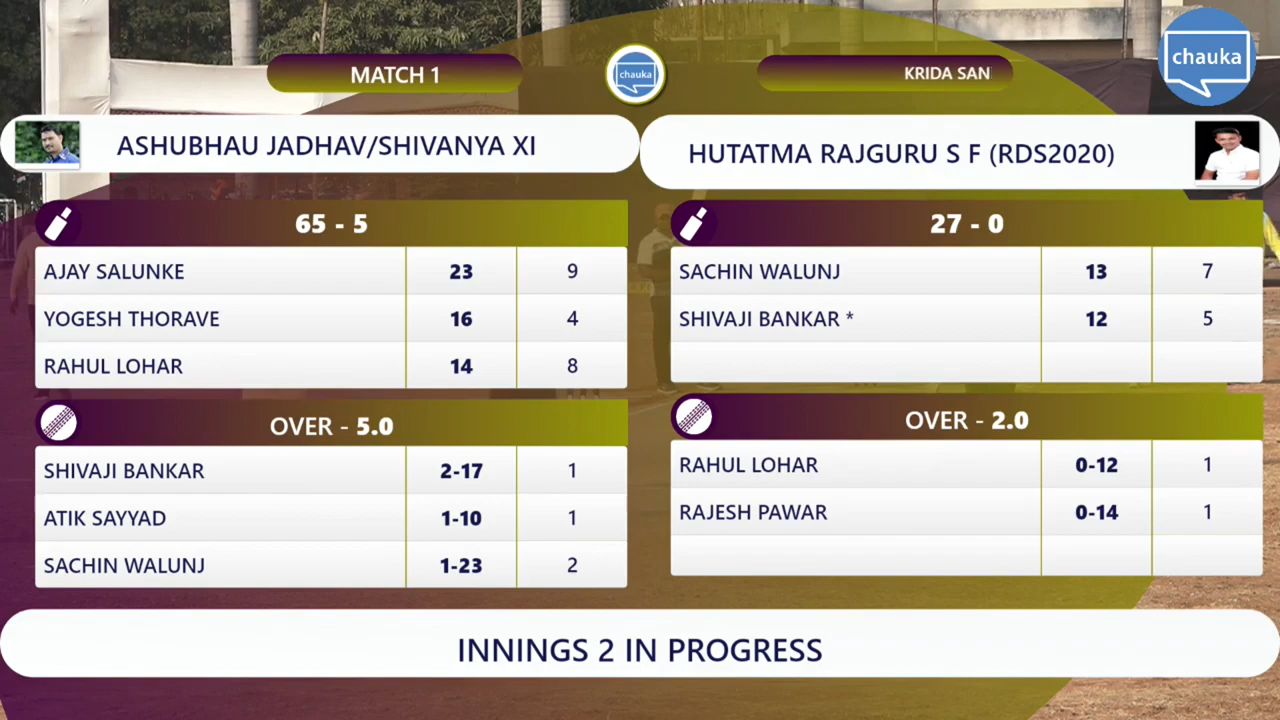 MATCH 1
chauka
KRIDA SAN
chauka
ASHUBHAU JADHAV/SHIVANYA XI
HUTATMA RAJGURU S F (RDS2020)
65 - 5
AJAY SALUNKE 23 9
YOGESH THORAVE 16 4
RAHUL LOHAR 14 8
OVER - 5.0
SHIVAJI BANKAR 2-17 1
ATIK SAYYAD 1-10 1
SACHIN WALUNJ 1-23 2
27 - 0
SACHIN WALUNJ 13 7
SHIVAJI BANKAR * 12 5
OVER - 2.0
RAHUL LOHAR 0-12 1
RAJESH PAWAR 0-14 1
INNINGS 2 IN PROGRESS